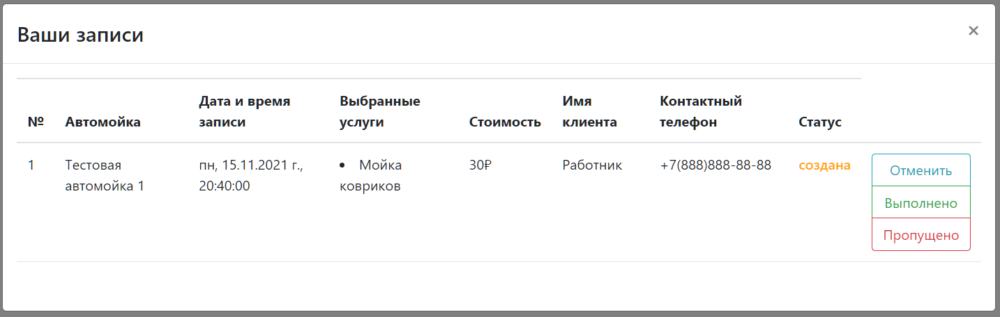 Ваши записи
×
№ Автомойка Дата и время записи Выбранные услуги Стоимость Имя клиента Контактный телефон Статус
1 Тестовая автомойка 1 пн, 15.11.2021 г., 20:40:00 • Мойка ковриков 30₽ Работник +7(888)888-88-88 создана
Отменить
Выполнено
Пропущено